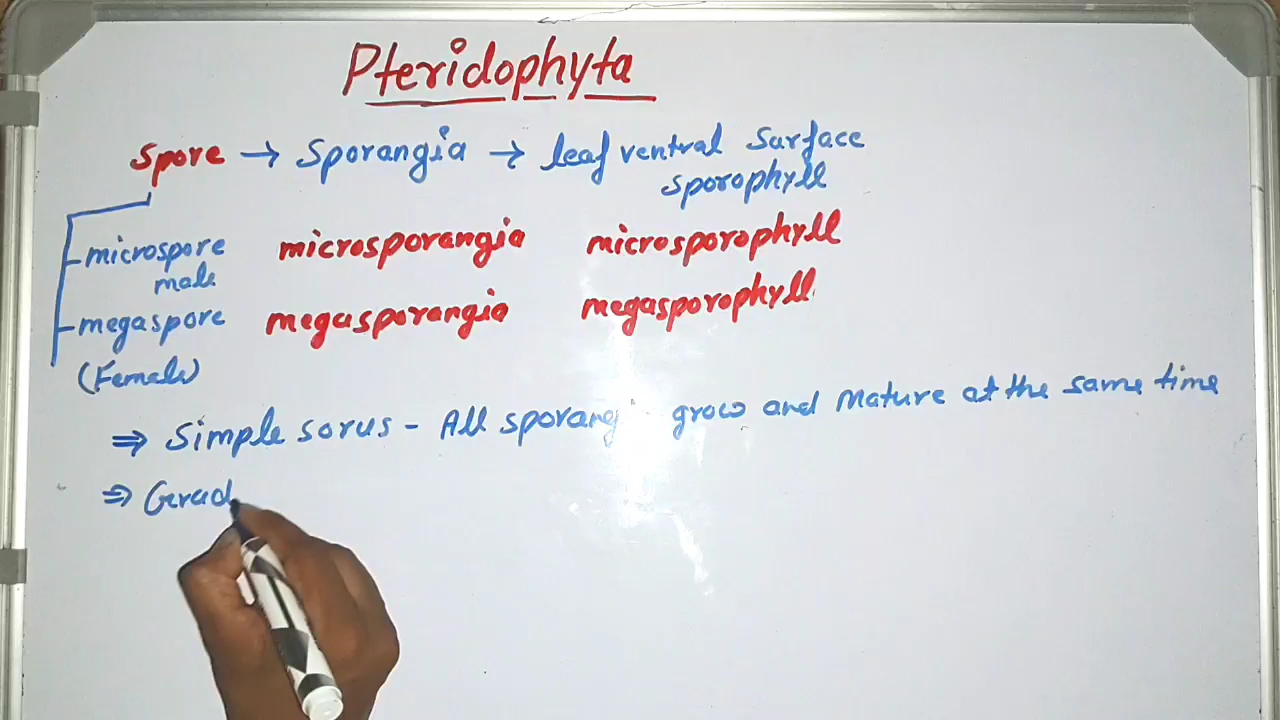 Pteridophyta
Spore → Sporangia → leaf ventral surface
sporophyll
microspore microsporangia microsporophyll
male
megaspore megasporangia megasporophyll
(Female)
⇒ Simple sorus - All sporangi grow and Mature at the same time
⇒ Grad